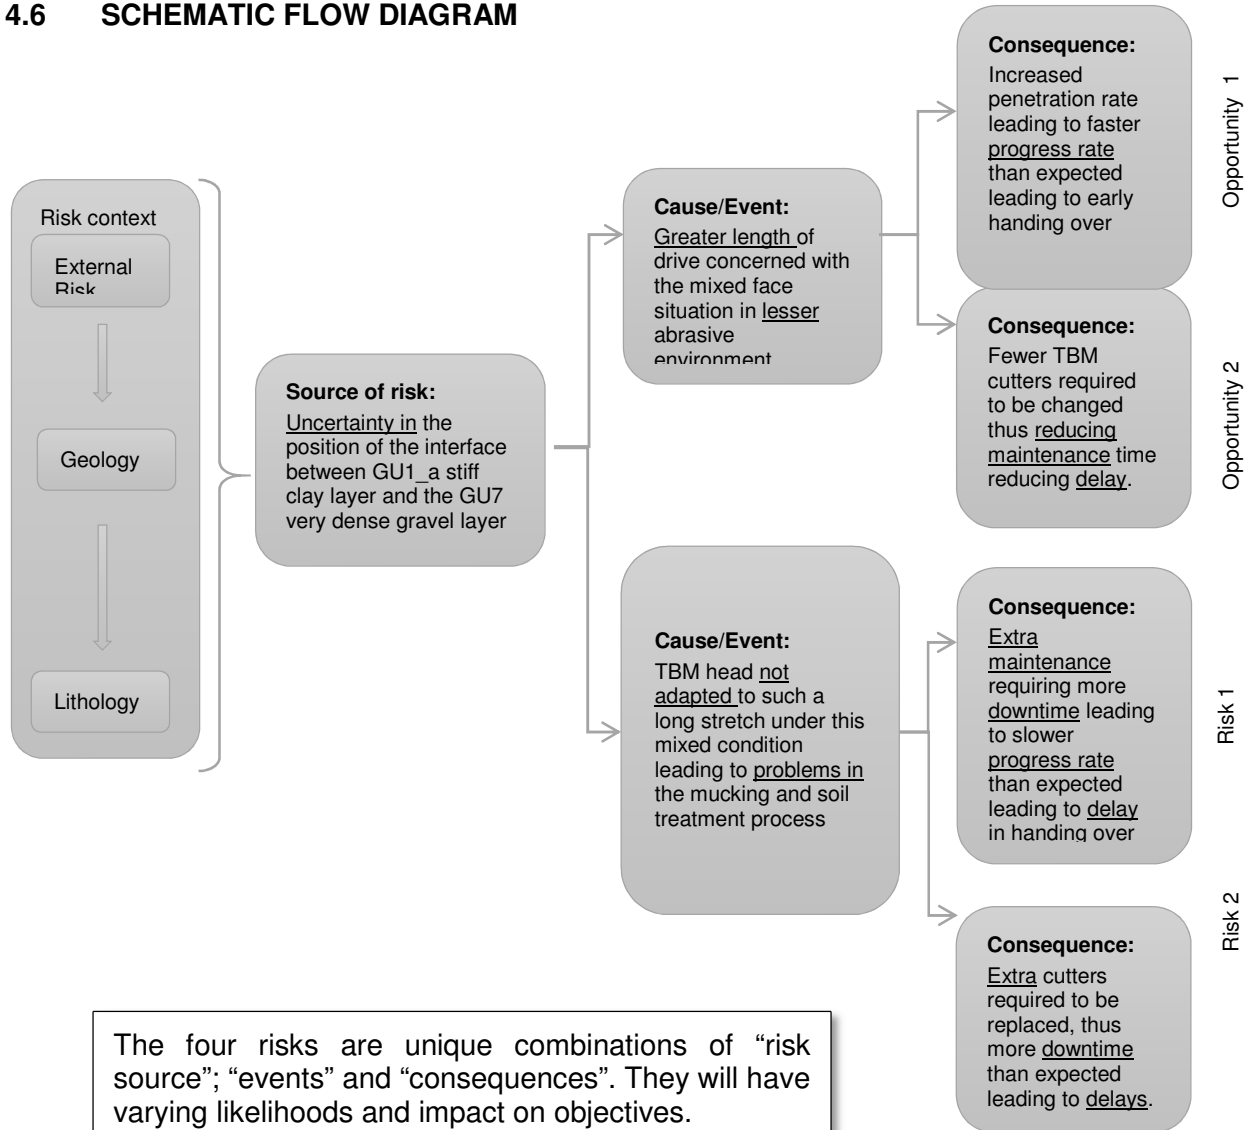 4.6 SCHEMATIC FLOW DIAGRAM
Risk context
External
Risk
Geology
Lithology
Source of risk:
Uncertainty in the
position of the interface
between GU1_a stiff
clay layer and the GU7
very dense gravel layer
Cause/Event:
Greater length of
drive concerned with
the mixed face
situation in lesser
abrasive
environment
Cause/Event:
TBM head not
adapted to such a
long stretch under this
mixed condition
leading to problems in
the mucking and soil
treatment process
Consequence:
Increased
penetration rate
leading to faster
progress rate
than expected
leading to early
handing over
Opportunity 1
Consequence:
Fewer TBM
cutters required
to be changed
thus reducing
maintenance time
reducing delay.
Opportunity 2
Consequence:
Extra
maintenance
requiring more
downtime leading
to slower
progress rate
than expected
leading to delay
in handing over
Risk 1
Consequence:
Extra cutters
required to be
replaced, thus
more downtime
than expected
leading to delays.
Risk 2
The four risks are unique combinations of “risk
source”; “events” and “consequences”. They will have
varying likelihoods and impact on objectives.